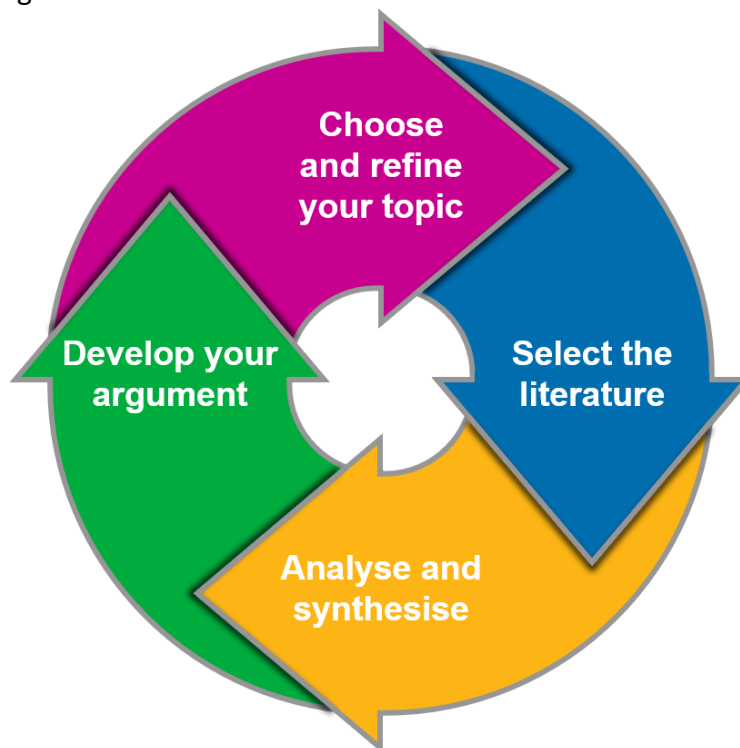 Choose
and refine
your topic
Select the
literature
Analyse and
synthesise
Develop your
argument